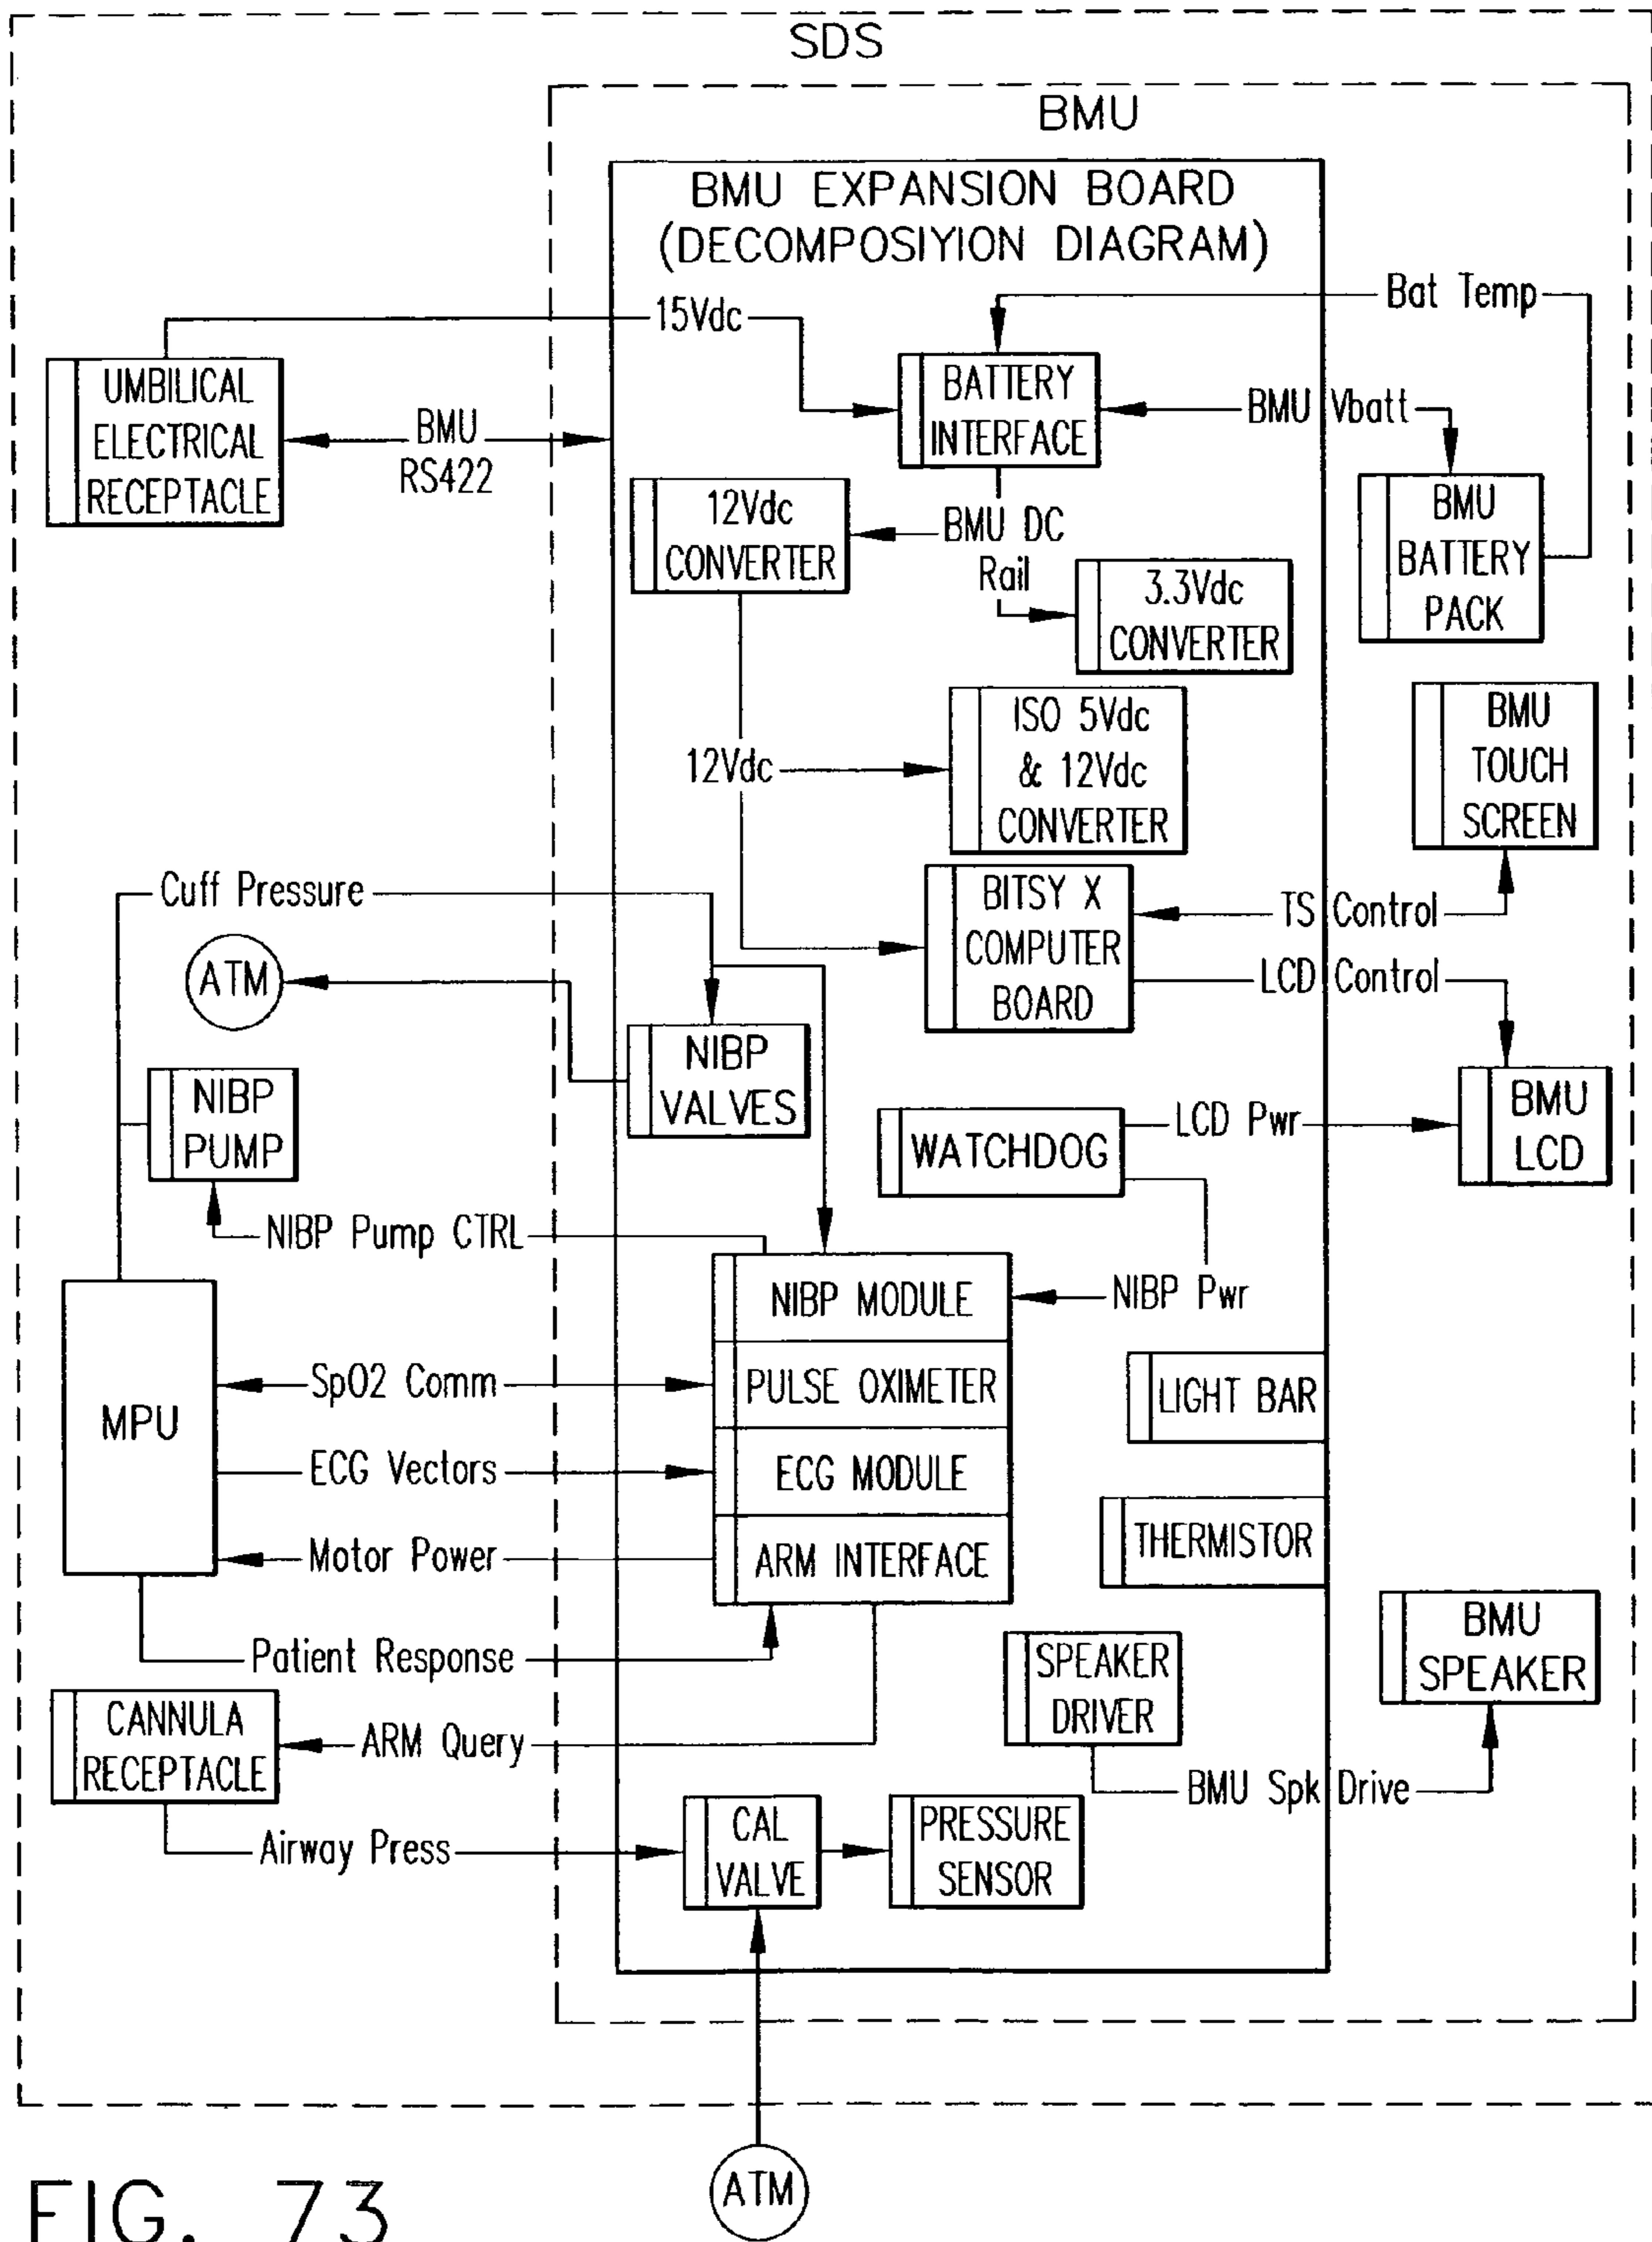 SDS
BMU
BMU EXPANSION BOARD
(DECOMPOSIYION DIAGRAM)
15Vdc
Bat Temp
UMBILICAL
ELECTRICAL
RECEPTACLE
BMU
RS422
BATTERY
INTERFACE
BMU Vbatt
BMU
BATTERY
PACK
12Vdc
CONVERTER
BMU DC
Rail
3.3Vdc
CONVERTER
12Vdc
ISO 5Vdc
& 12Vdc
CONVERTER
BMU
TOUCH
SCREEN
Cuff Pressure
BITSY X
COMPUTER
BOARD
TS Control
LCD Control
ATM
NIBP
VALVES
NIBP
PUMP
WATCHDOG
LCD Pwr
BMU
LCD
NIBP Pump CTRL
NIBP MODULE
NIBP Pwr
MPU
SpO2 Comm
PULSE OXIMETER
LIGHT BAR
ECG Vectors
ECG MODULE
Motor Power
ARM INTERFACE
THERMISTOR
Patient Response
SPEAKER
DRIVER
BMU
SPEAKER
CANNULA
RECEPTACLE
ARM Query
BMU Spk Drive
Airway Press
CAL
VALVE
PRESSURE
SENSOR
ATM
FIG. 73